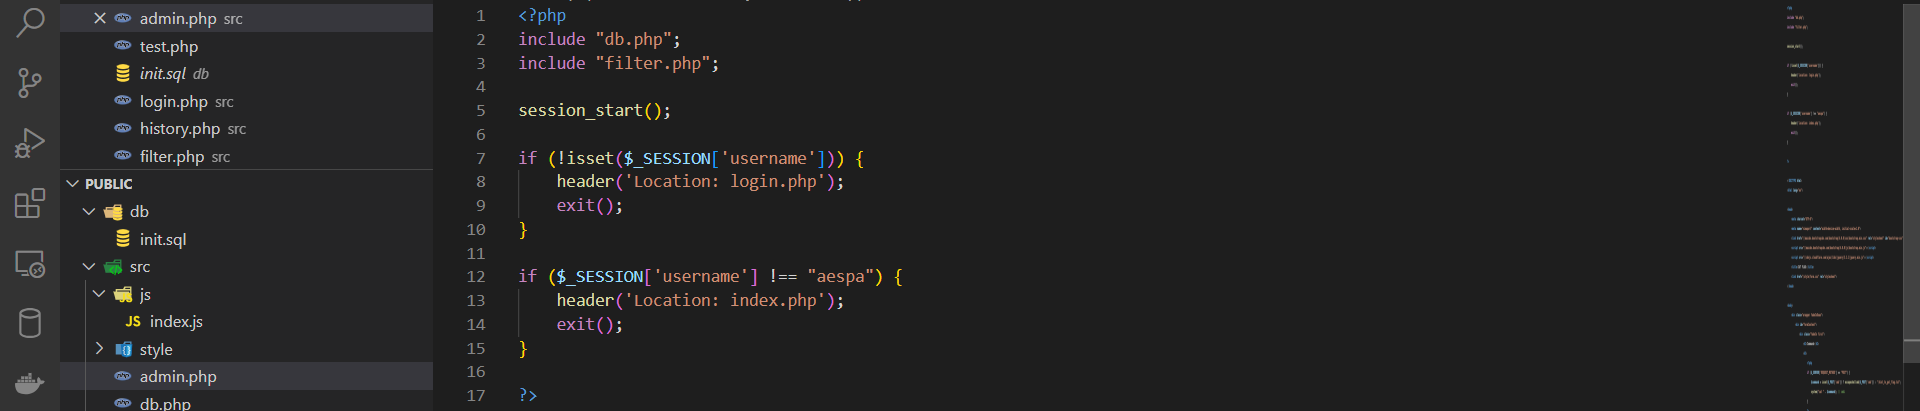 admin.php src
test.php
init.sql db
login.php src
history.php src
filter.php src
PUBLIC
db
init.sql
src
js
JS index.js
style
admin.php
db.php
1 <?php
2 include "db.php";
3 include "filter.php";
4
5 session_start();
6
7 if (!isset($_SESSION['username'])) {
8 header('Location: login.php');
9 exit();
10 }
11
12 if ($_SESSION['username'] !== "aespa") {
13 header('Location: index.php');
14 exit();
15 }
16
17 ?>